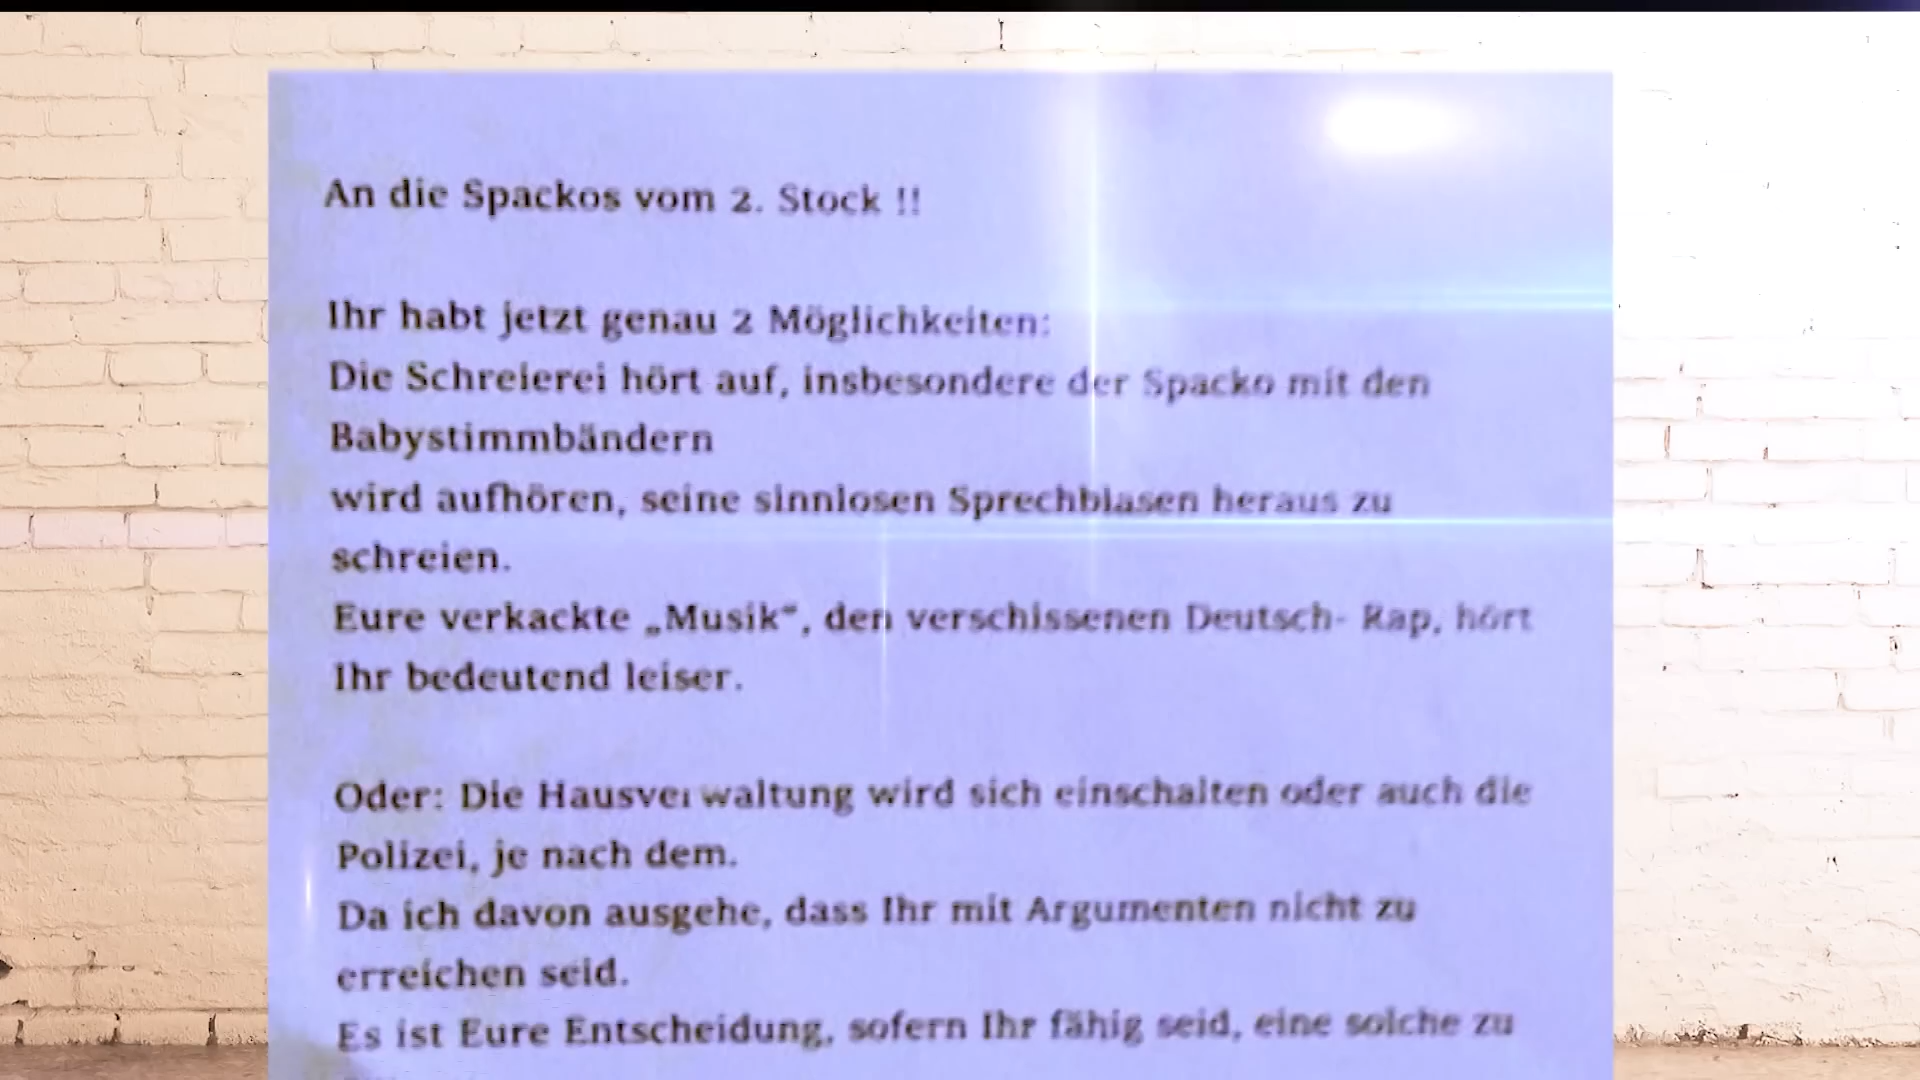 An die Spackos vom 2. Stock !!
Ihr habt jetzt genau 2 Möglichkeiten:
Die Schreierei hört auf, insbesondere der Spacko mit den
Babystimmbändern
wird aufhören, seine sinnlosen Sprechblasen heraus zu
schreien.
Eure verkackte „Musik“, den verschissenen Deutsch- Rap, hört
Ihr bedeutend leiser.
Oder: Die Hausverwaltung wird sich einschalten oder auch die
Polizei, je nach dem.
Da ich davon ausgehe, dass Ihr mit Argumenten nicht zu
erreichen seid.
Es ist Eure Entscheidung, sofern Ihr fähig seid, eine solche zu